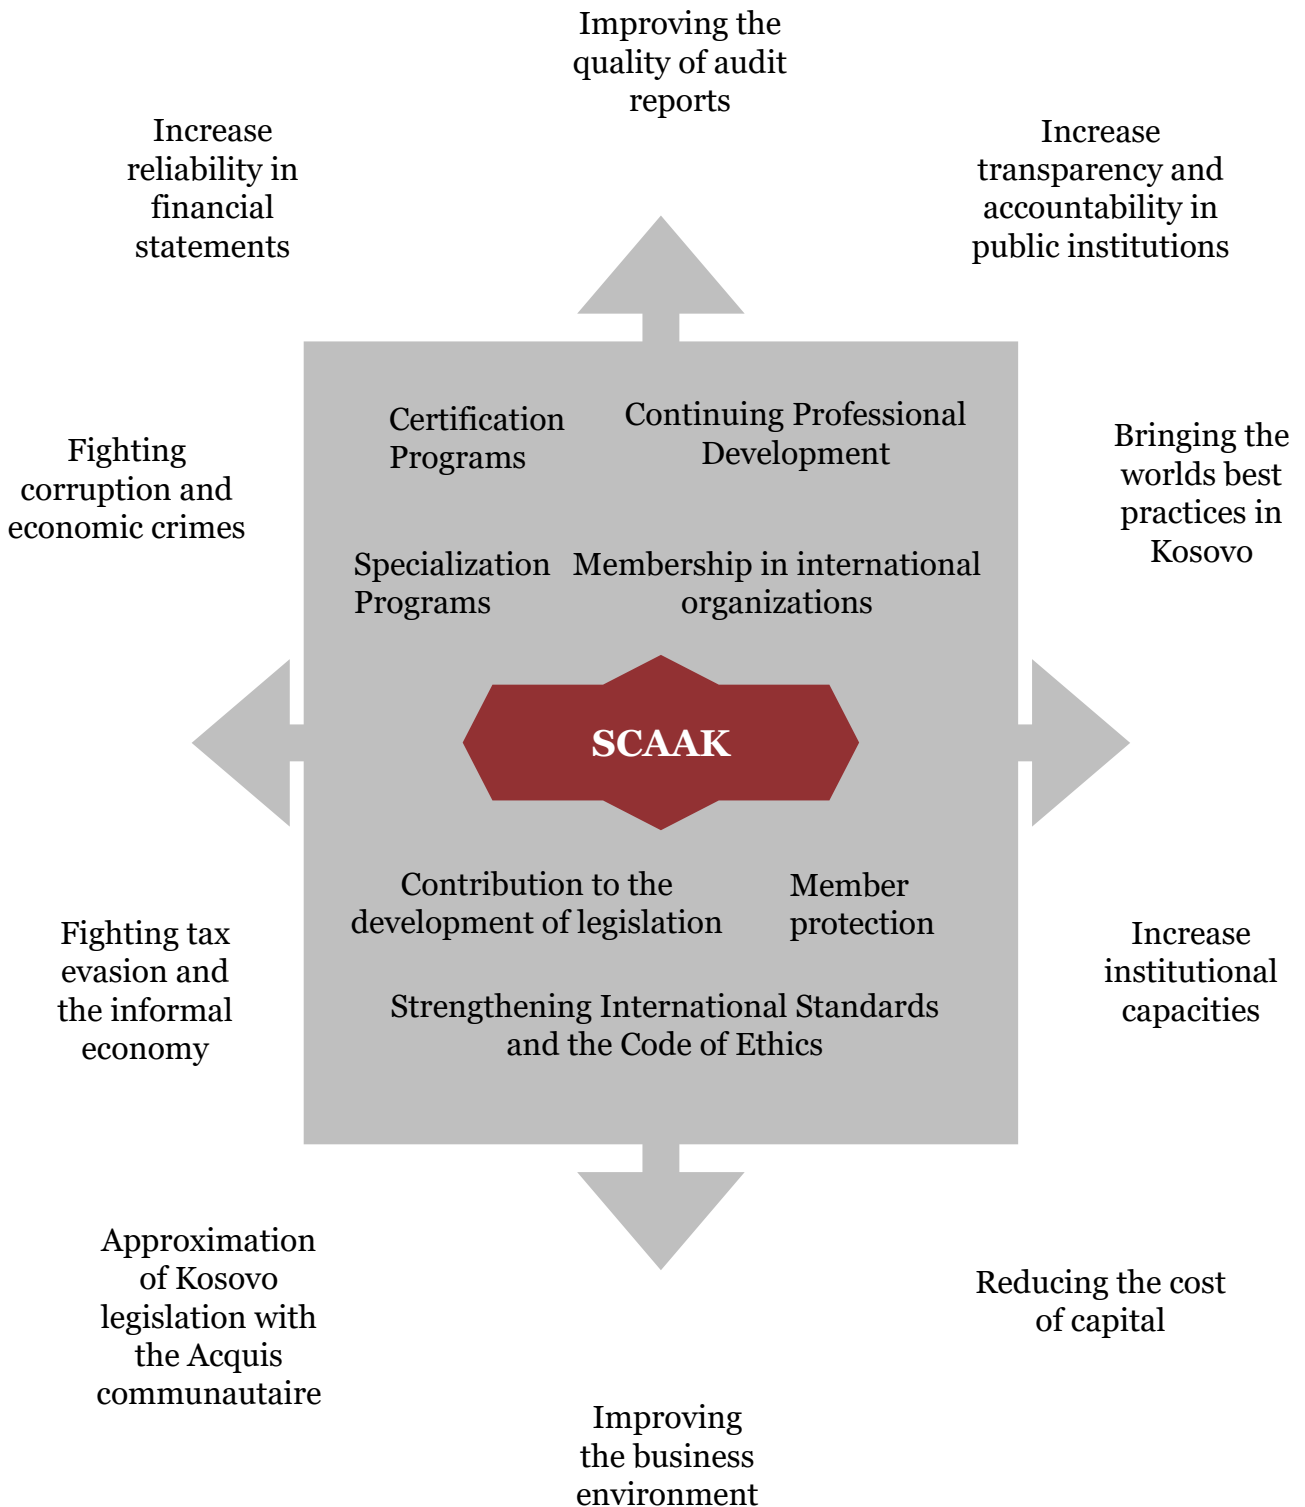 Improving the
quality of audit
reports
Increase
reliability in
financial
statements
Increase
transparency and
accountability in
public institutions
Certification
Programs
Continuing Professional
Development
Fighting
corruption and
economic crimes
Bringing the
worlds best
practices in
Kosovo
Specialization
Programs
Membership in international
organizations
SCAAK
Contribution to the
development of legislation
Member
protection
Fighting tax
evasion and
the informal
economy
Increase
institutional
capacities
Strengthening International Standards
and the Code of Ethics
Approximation
of Kosovo
legislation with
the Acquis
communautaire
Reducing the cost
of capital
Improving
the business
environment